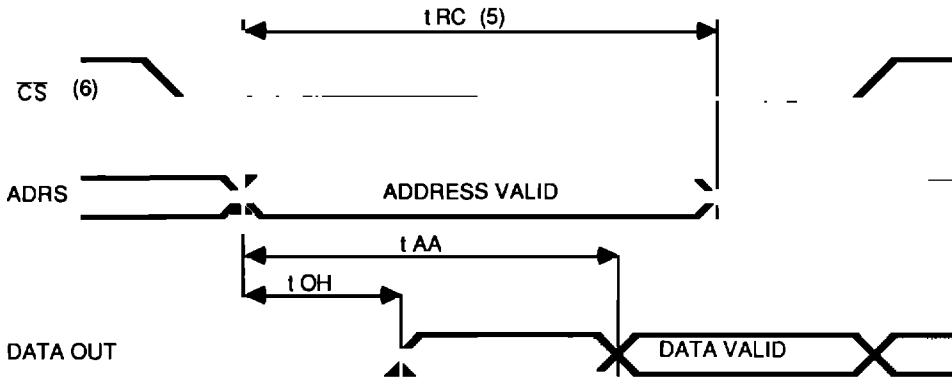 t RC (5)
CS (6)
ADRS
ADDRESS VALID
t AA
t OH
DATA OUT
DATA VALID